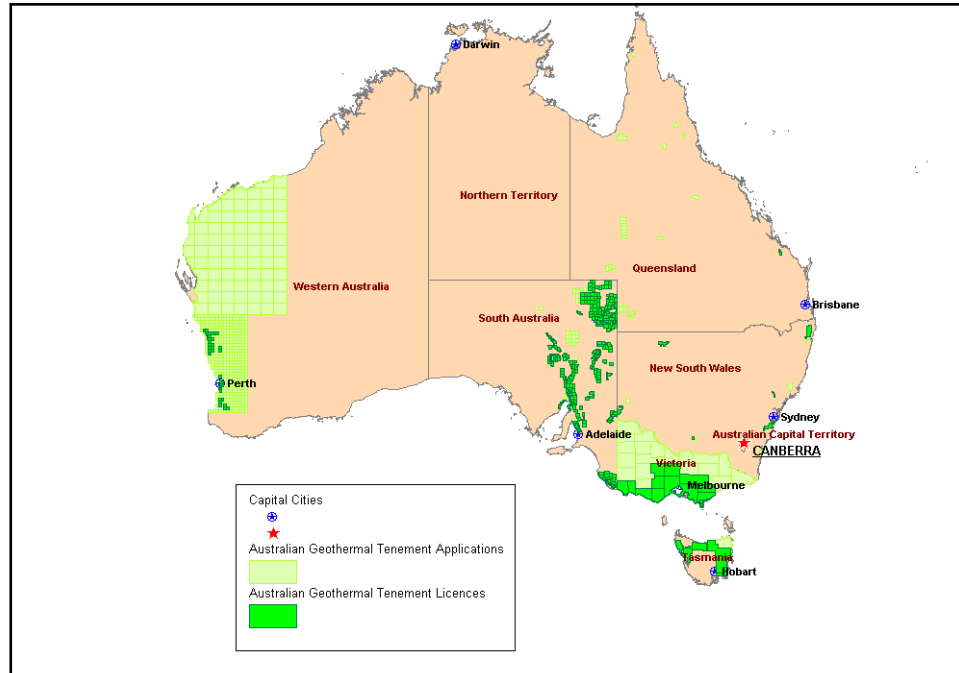 Darwin
Northern Territory
Queensland
Western Australia
Brisbane
South Australia
New South Wales
Perth
Sydney
Adelaide
Australian Capital Territory
CANBERRA
Victoria
Melbourne
Capital Cities
Australian Geothermal Tenement Applications
Tasmania
Hobart
Australian Geothermal Tenement Licences